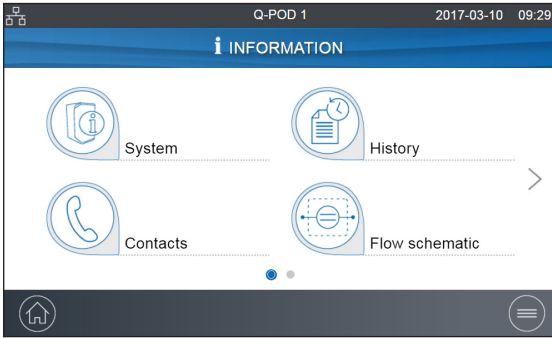 Q-POD 1 2017-03-10 09:29
INFORMATION
System History
Contacts Flow schematic